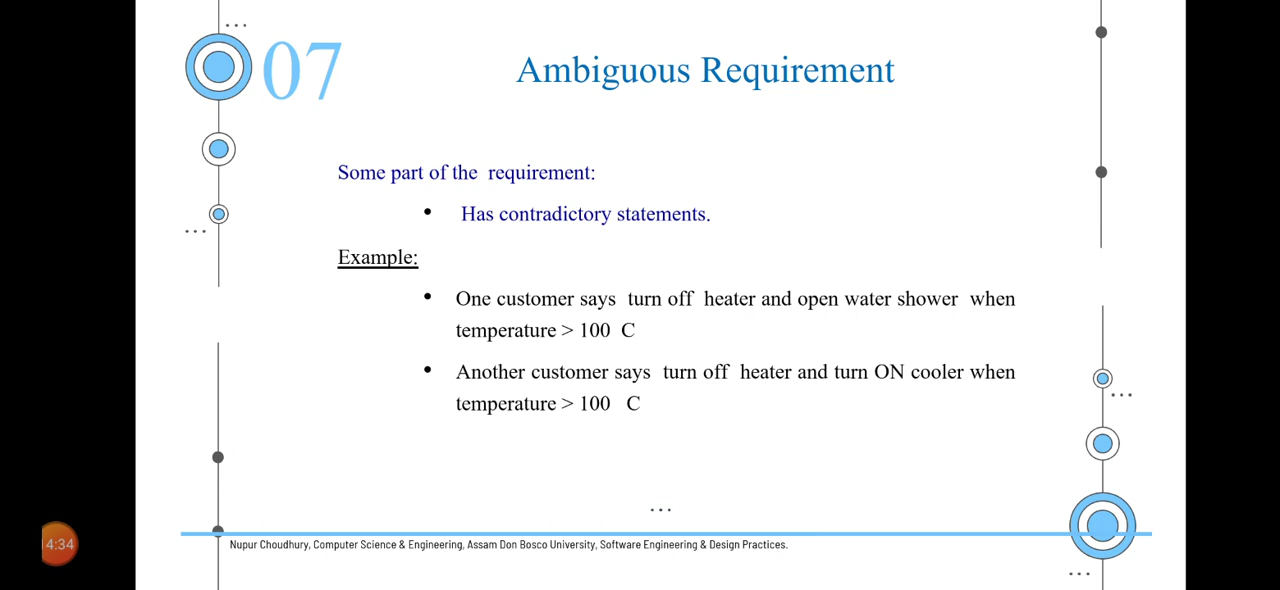 07
Ambiguous Requirement
Some part of the requirement:
• Has contradictory statements.
Example:
• One customer says turn off heater and open water shower when
temperature > 100 C
• Another customer says turn off heater and turn ON cooler when
temperature > 100 C
14:34
Nupur Choudhury, Computer Science & Engineering, Assam Don Bosco University, Software Engineering & Design Practices.